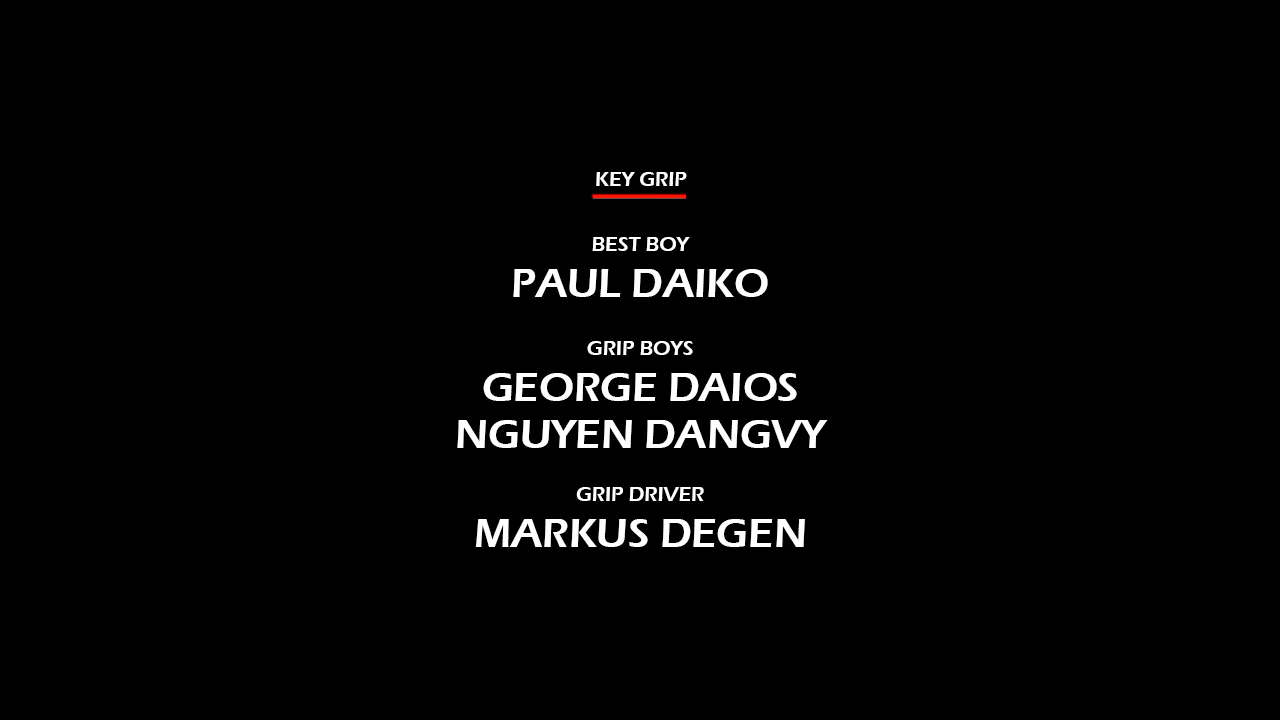 KEY GRIP
BEST BOY
PAUL DAIKO
GRIP BOYS
GEORGE DAIOS
NGUYEN DANGVY
GRIP DRIVER
MARKUS DEGEN